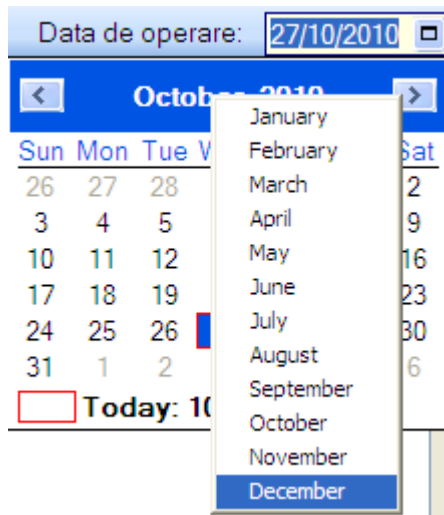 Data de operare: 27/10/2010
October, 2010
Sun Mon Tue Sat
26 27 28 2
3 4 5 9
10 11 12 16
17 18 19 23
24 25 26 30
31 1 2 6
Today:
January
February
March
April
May
June
July
August
September
October
November
December